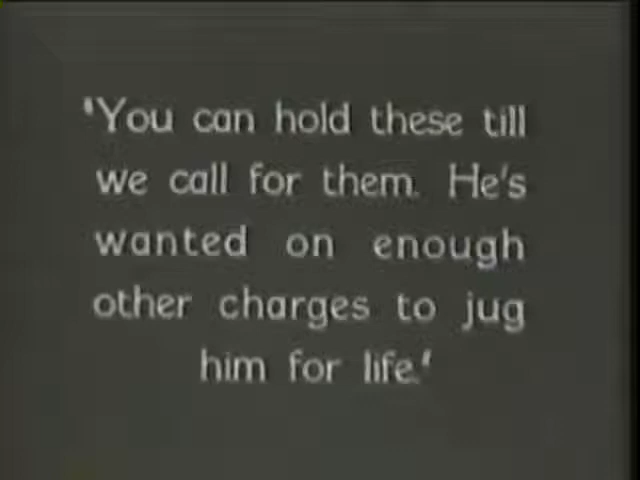 'You can hold these till
we call for them. He's
wanted on enough
other charges to jug
him for life.'